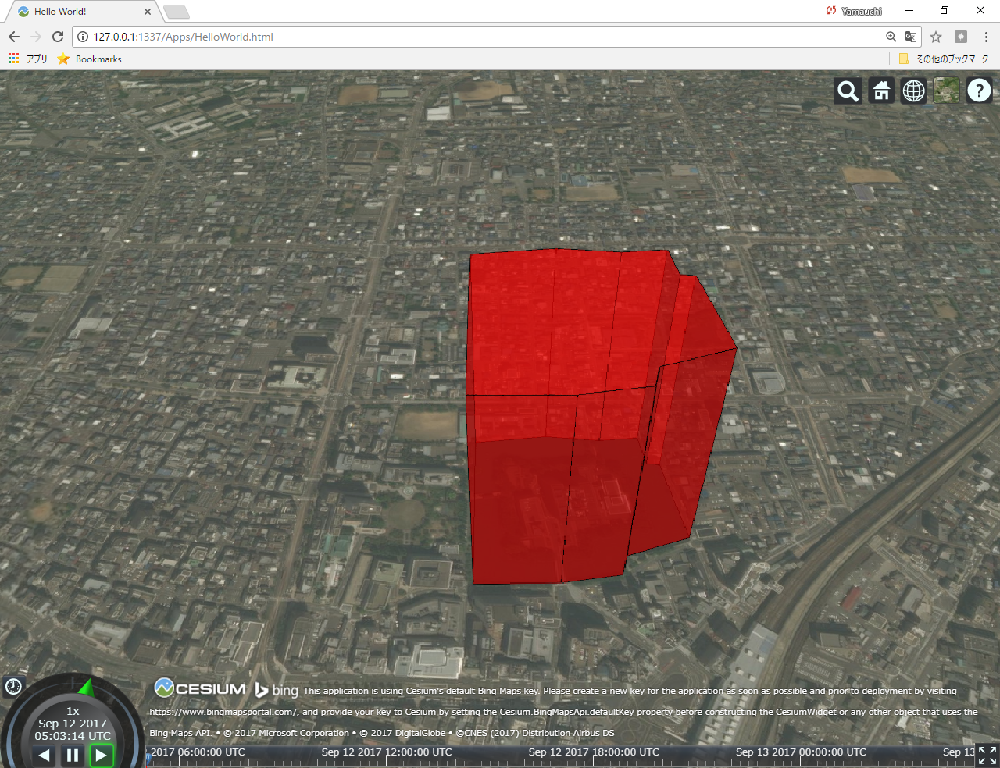 Hello World!
Yamauchi
127.0.0.1:1337/Apps/HelloWorld.html
アプリ
Bookmarks
その他のブックマーク
?
1x
Sep 12 2017
05:03:14 UTC
CESIUM bing This application is using Cesium's default Bing Maps key. Please create a new key for the application as soon as possible and prior to deployment by visiting
https://www.bingmapsportal.com/, and provide your key to Cesium by setting the Cesium.BingMapsApi.defaultKey property before constructing the CesiumWidget or any other object that uses the
Bing Maps API. • © 2017 Microsoft Corporation • © 2017 DigitalGlobe • ©CNES (2017) Distribution Airbus DS
2017 06:00:00 UTC
Sep 12 2017 12:00:00 UTC
Sep 12 2017 18:00:00 UTC
Sep 13 2017 00:00:00 UTC
Sep 13